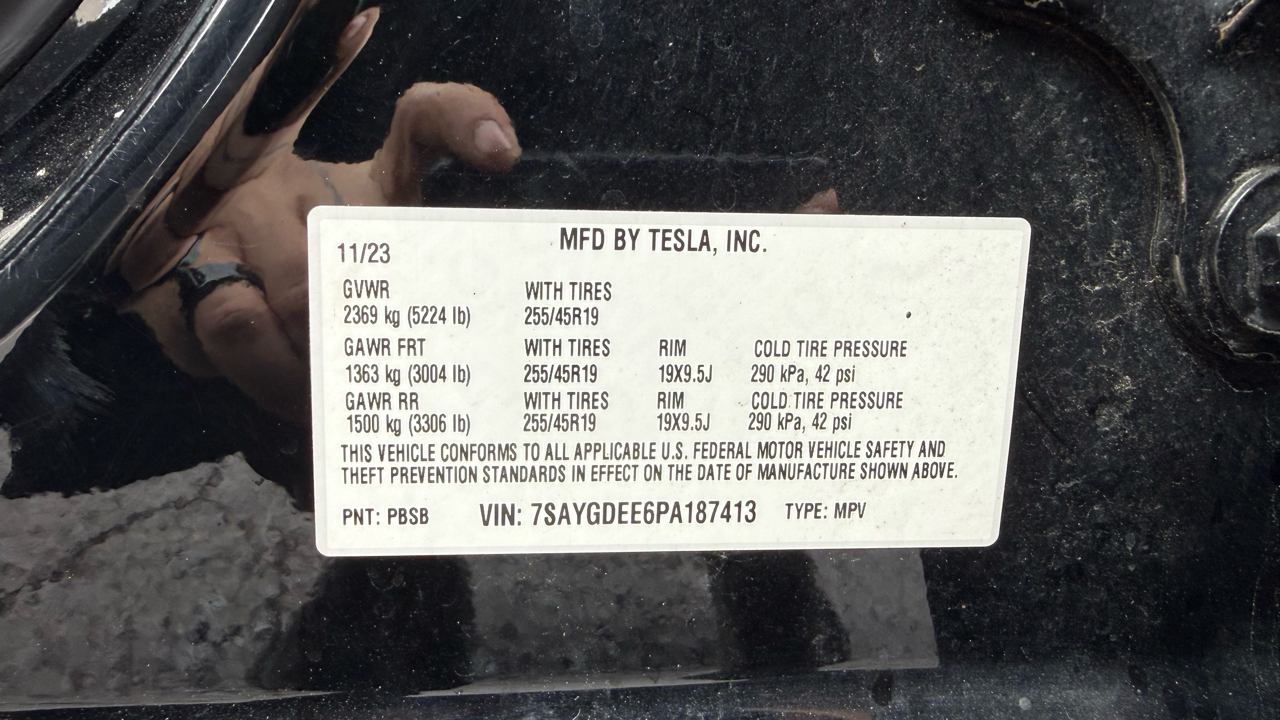 MFD BY TESLA, INC.
11/23
GVWR WITH TIRES
2369 kg (5224 lb) 255/45R19
GAWR FRT WITH TIRES RIM COLD TIRE PRESSURE
1363 kg (3004 lb) 255/45R19 19X9.5J 290 kPa, 42 psi
GAWR RR WITH TIRES RIM COLD TIRE PRESSURE
1500 kg (3306 lb) 255/45R19 19X9.5J 290 kPa, 42 psi
THIS VEHICLE CONFORMS TO ALL APPLICABLE U.S. FEDERAL MOTOR VEHICLE SAFETY AND
THEFT PREVENTION STANDARDS IN EFFECT ON THE DATE OF MANUFACTURE SHOWN ABOVE.
PNT: PBSB VIN: 7SAYGDEE6PA187413 TYPE: MPV